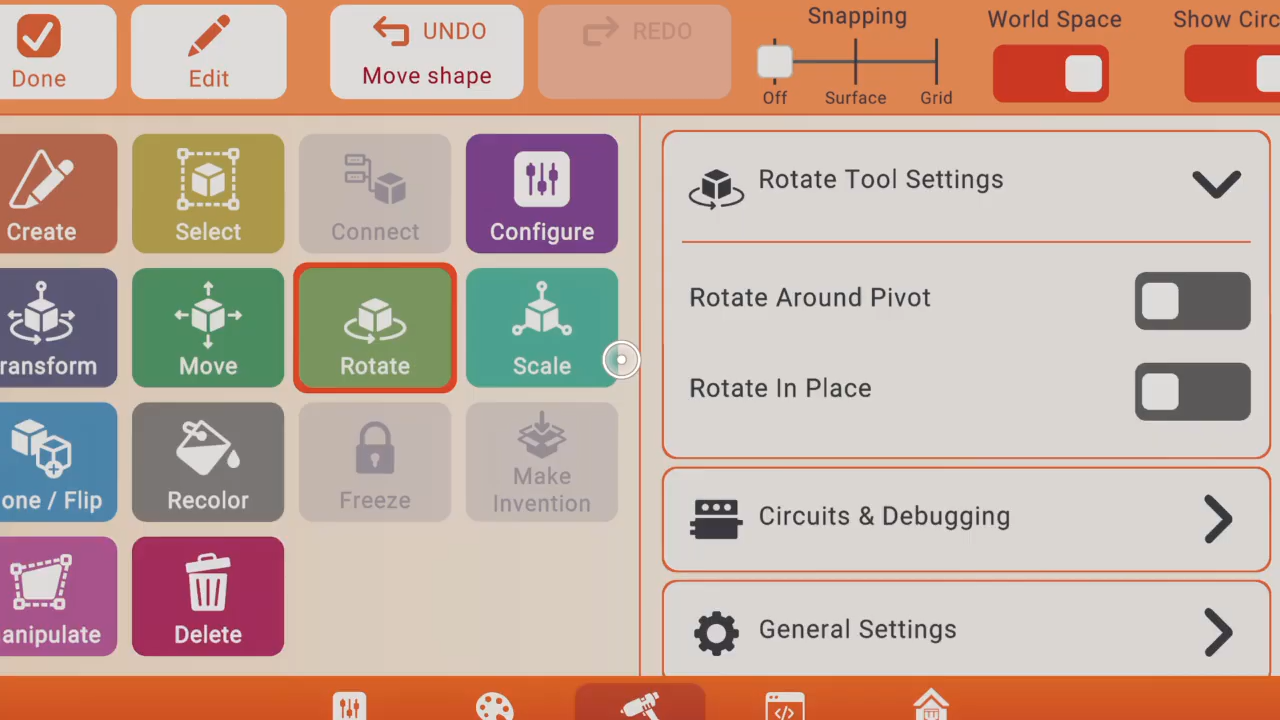 Done
Edit
UNDO
Move shape
REDO
Snapping
Off
Surface
Grid
World Space
Show Circ
Create
Select
Connect
Configure
ransform
Move
Rotate
Scale
one / Flip
Recolor
Freeze
Make
Invention
anipulate
Delete
Rotate Tool Settings
Rotate Around Pivot
Rotate In Place
Circuits & Debugging
General Settings